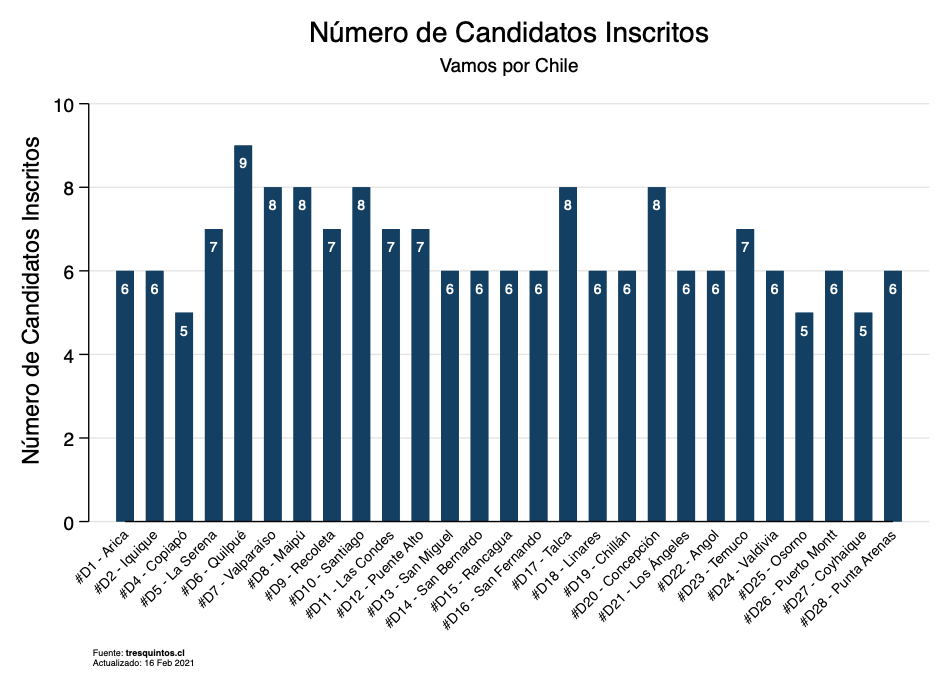 Número de Candidatos Inscritos
Vamos por Chile
Número de Candidatos Inscritos
10
8
6
4
2
0
6
6
5
7
9
8
8
7
8
7
7
6
6
6
6
8
6
6
8
6
6
7
6
5
6
5
6
#D1 - Arica
#D2 - Iquique
#D4 - Copiapó
#D5 - La Serena
#D6 - Quilpué
#D7 - Valparaíso
#D8 - Maipú
#D9 - Recoleta
#D10 - Santiago
#D11 - Las Condes
#D12 - Puente Alto
#D13 - San Miguel
#D14 - San Bernardo
#D15 - Rancagua
#D16 - San Fernando
#D17 - Talca
#D18 - Linares
#D19 - Chillán
#D20 - Concepción
#D21 - Los Ángeles
#D22 - Angol
#D23 - Temuco
#D24 - Valdivia
#D25 - Osorno
#D26 - Puerto Montt
#D27 - Coyhaique
#D28 - Punta Arenas
Fuente: tresquintos.cl
Actualizado: 16 Feb 2021